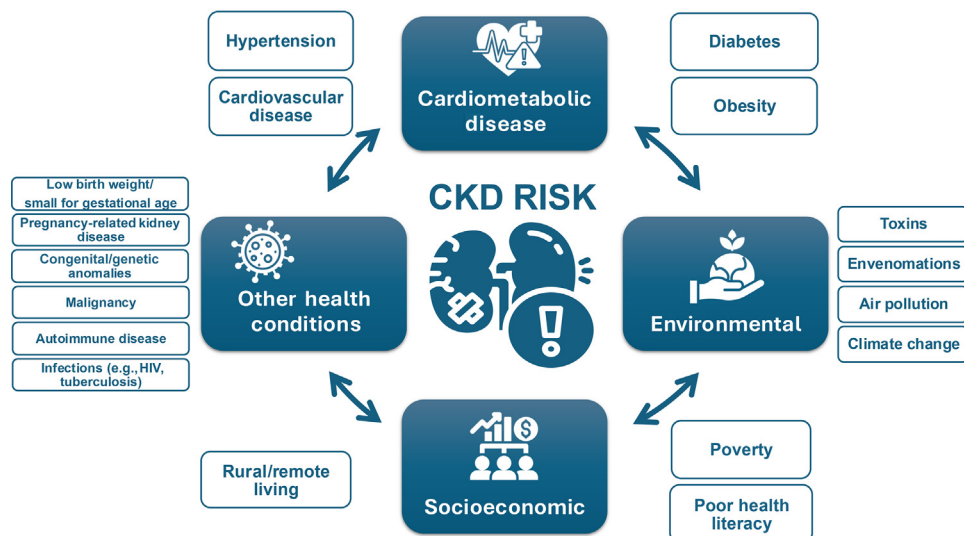 Hypertension
Cardiovascular
disease
Cardiometabolic
disease
Diabetes
Obesity
CKD RISK
Low birth weight/
small for gestational age
Pregnancy-related kidney
disease
Congenital/genetic
anomalies
Malignancy
Autoimmune disease
Infections (e.g., HIV,
tuberculosis)
Other health
conditions
Environmental
Toxins
Envenomations
Air pollution
Climate change
Rural/remote
living
$
Socioeconomic
Poverty
Poor health
literacy